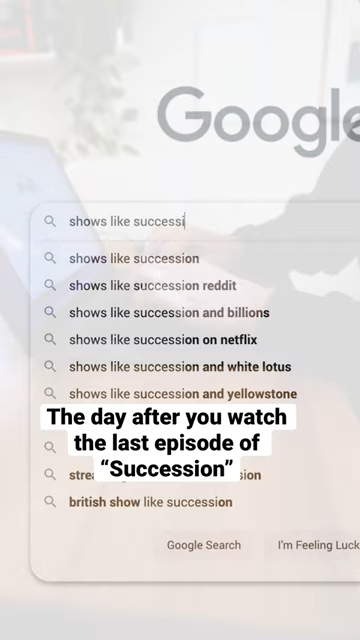 Google
shows like successi
shows like succession
shows like succession reddit
shows like succession and billions
shows like succession on netflix
shows like succession and white lotus
shows like succession and yellowstone
The day after you watch
the last episode of
“Succession”
british show like succession
Google Search
I'm Feeling Luck